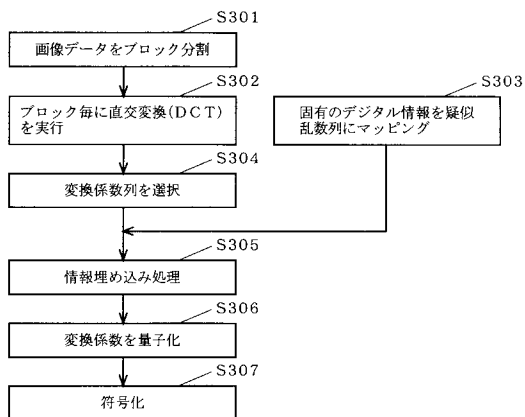 S301
画像データをブロック分割
S302
ブロック毎に直交変換(DCT)
を実行
S303
固有のデジタル情報を疑似
乱数列にマッピング
S304
変換係数列を選択
S305
情報埋め込み処理
S306
変換係数を量子化
S307
符号化